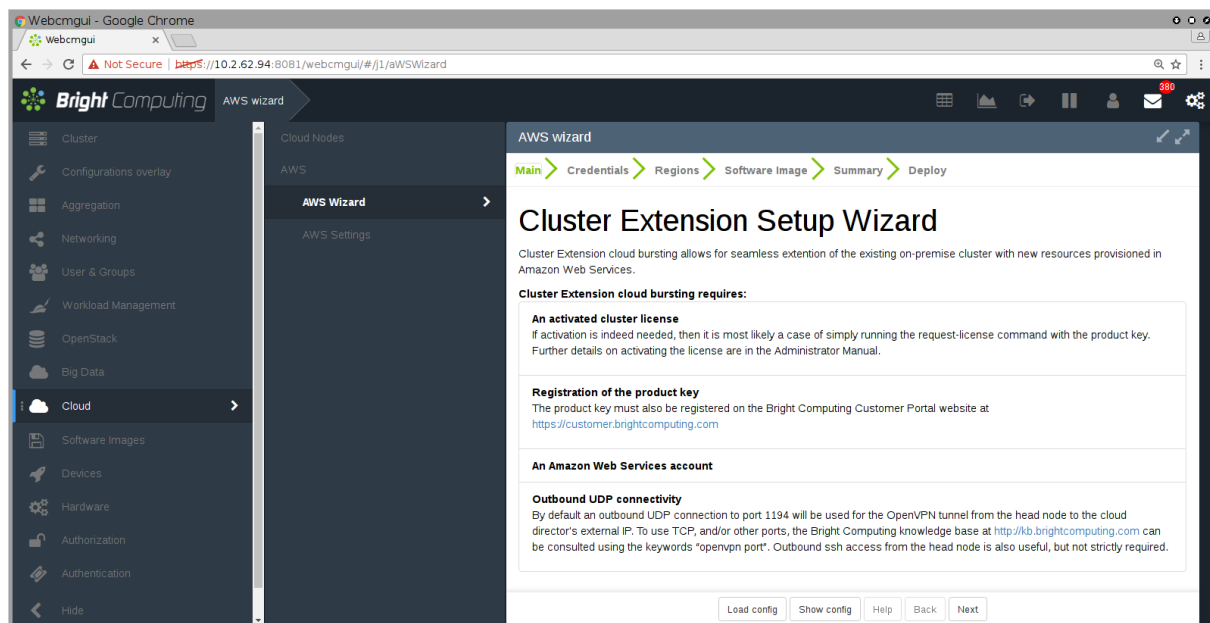 Webcmgui - Google Chrome
Webcmgui
Not Secure | https://10.2.62.94:8081/webcmgui/#/j1/aWSWizard
Bright Computing
AWS wizard
380
Cluster
Configurations overlay
Aggregation
Networking
User & Groups
Workload Management
OpenStack
Big Data
Cloud
Software Images
Devices
Hardware
Authorization
Authentication
Hide
Cloud Nodes
AWS
AWS Wizard
AWS Settings
AWS wizard
Main Credentials Regions Software Image Summary Deploy
Cluster Extension Setup Wizard
Cluster Extension cloud bursting allows for seamless extention of the existing on-premise cluster with new resources provisioned in
Amazon Web Services.
Cluster Extension cloud bursting requires:
An activated cluster license
If activation is indeed needed, then it is most likely a case of simply running the request-license command with the product key.
Further details on activating the license are in the Administrator Manual.
Registration of the product key
The product key must also be registered on the Bright Computing Customer Portal website at
https://customer.brightcomputing.com
An Amazon Web Services account
Outbound UDP connectivity
By default an outbound UDP connection to port 1194 will be used for the OpenVPN tunnel from the head node to the cloud
director's external IP. To use TCP, and/or other ports, the Bright Computing knowledge base at http://kb.brightcomputing.com can
be consulted using the keywords "openvpn port". Outbound ssh access from the head node is also useful, but not strictly required.
Load config Show config Help Back Next